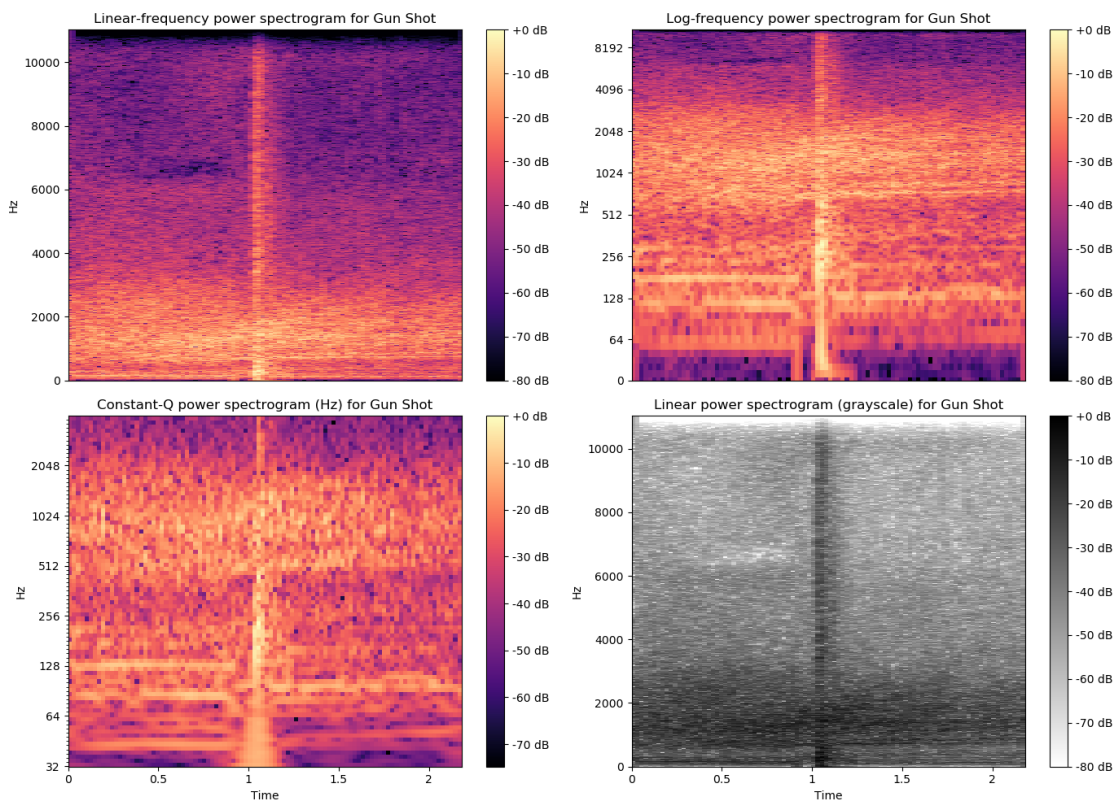 Linear-frequency power spectrogram for Gun Shot
10000
8000
6000
4000
2000
0
Hz
+0 dB
-10 dB
-20 dB
-30 dB
-40 dB
-50 dB
-60 dB
-70 dB
-80 dB
Log-frequency power spectrogram for Gun Shot
8192
4096
2048
1024
512
256
128
64
0
Hz
+0 dB
-10 dB
-20 dB
-30 dB
-40 dB
-50 dB
-60 dB
-70 dB
-80 dB
Constant-Q power spectrogram (Hz) for Gun Shot
2048
1024
512
256
128
64
32
Hz
0 0.5 1 1.5 2
Time
+0 dB
-10 dB
-20 dB
-30 dB
-40 dB
-50 dB
-60 dB
-70 dB
Linear power spectrogram (grayscale) for Gun Shot
10000
8000
6000
4000
2000
0
Hz
0 0.5 1 1.5 2
Time
+0 dB
-10 dB
-20 dB
-30 dB
-40 dB
-50 dB
-60 dB
-70 dB
-80 dB